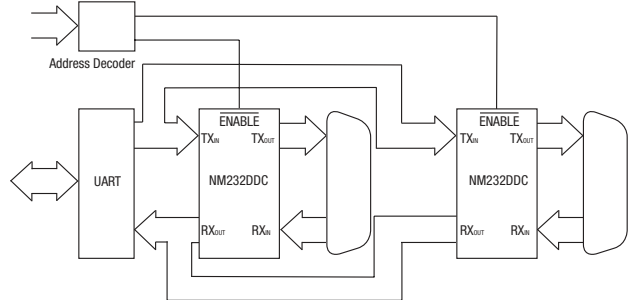 Address Decoder
UART
ENABLE
TXIN
TXOUT
NM232DDC
RXOUT
RXIN
ENABLE
TXIN
TXOUT
NM232DDC
RXOUT
RXIN